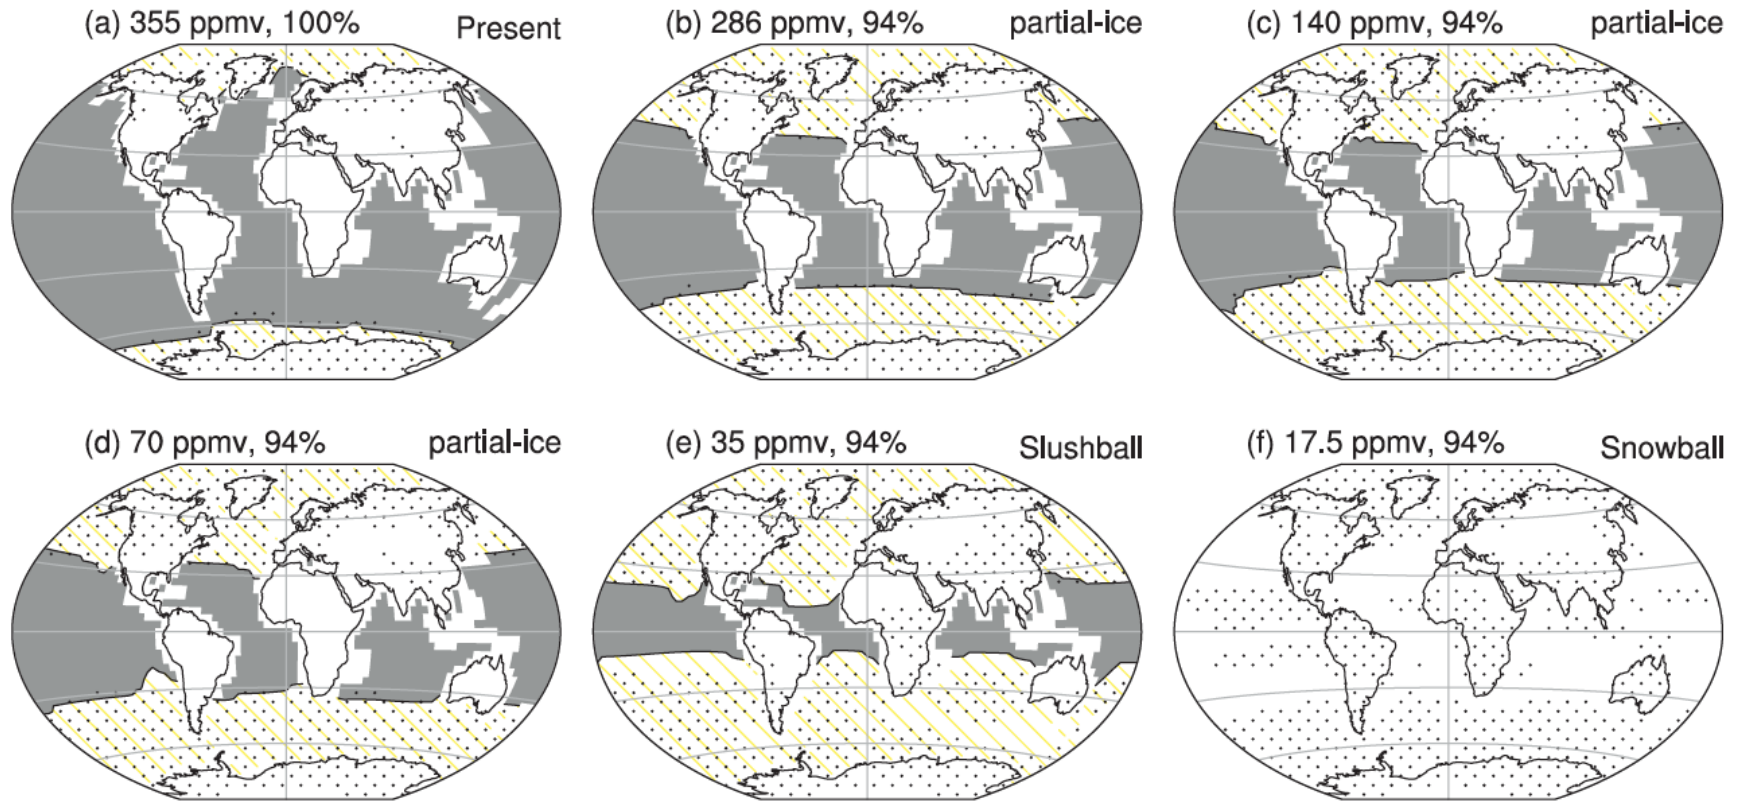 (a) 355 ppmv, 100% Present
(b) 286 ppmv, 94% partial-ice
(c) 140 ppmv, 94% partial-ice
(d) 70 ppmv, 94% partial-ice
(e) 35 ppmv, 94% Slushball
(f) 17.5 ppmv, 94% Snowball